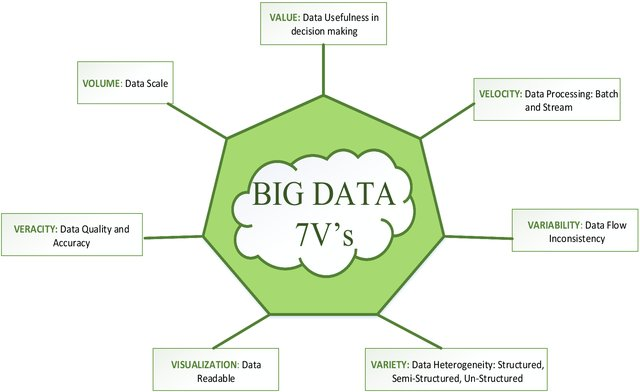 VALUE: Data Usefulness in
decision making
VOLUME: Data Scale
VELOCITY: Data Processing: Batch
and Stream
BIG DATA
7V's
VERACITY: Data Quality and
Accuracy
VARIABILITY: Data Flow
Inconsistency
VISUALIZATION: Data
Readable
VARIETY: Data Heterogeneity: Structured,
Semi-Structured, Un-Structured